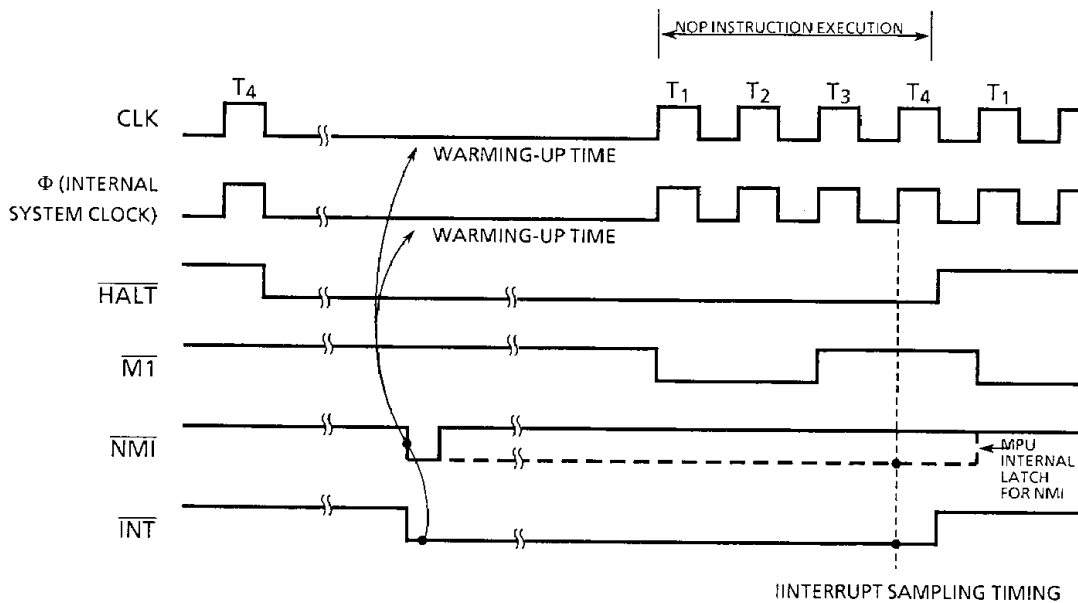 NOP INSTRUCTION EXECUTION
T4 T1 T2 T3 T4 T1
CLK
WARMING-UP TIME
Φ (INTERNAL
SYSTEM CLOCK)
WARMING-UP TIME
HALT
M1
NMI
MPU
INTERNAL
LATCH
FOR NMI
INT
IINTERRUPT SAMPLING TIMING